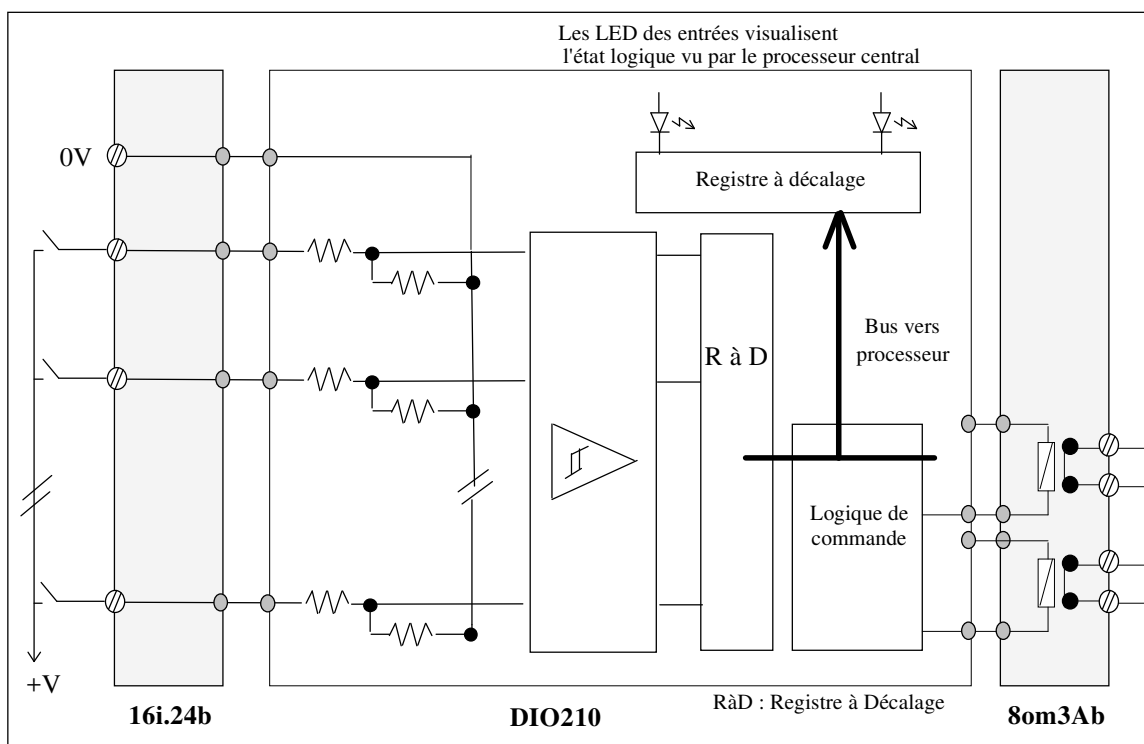 Les LED des entrées visualisent
l'état logique vu par le processeur central
0V
Registre à décalage
Bus vers
processeur
R à D
Logique de
commande
+V
RàD : Registre à Décalage
16i.24b
DIO210
8om3Ab